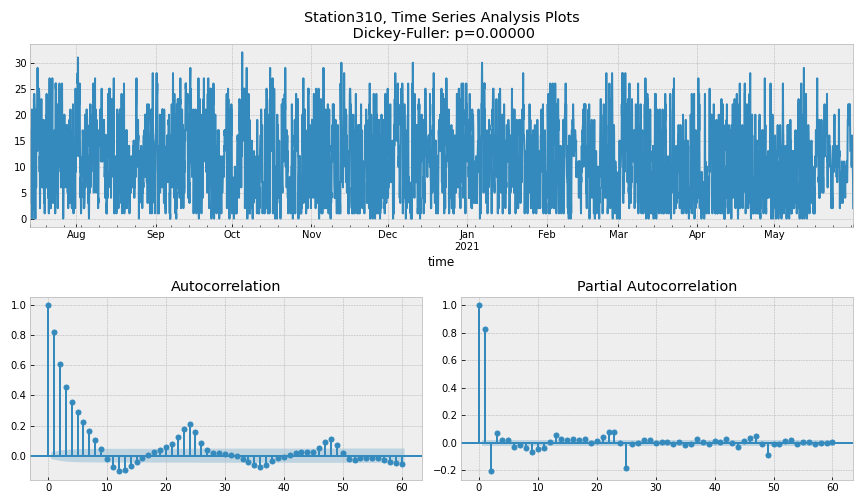 Station310, Time Series Analysis Plots
Dickey-Fuller: p=0.00000
30
25
20
15
10
5
0
Aug Sep Oct Nov Dec Jan Feb Mar Apr May
2021
time
Autocorrelation
1.0
0.8
0.6
0.4
0.2
0.0
0 10 20 30 40 50 60
Partial Autocorrelation
1.0
0.8
0.6
0.4
0.2
0.0
−0.2
0 10 20 30 40 50 60